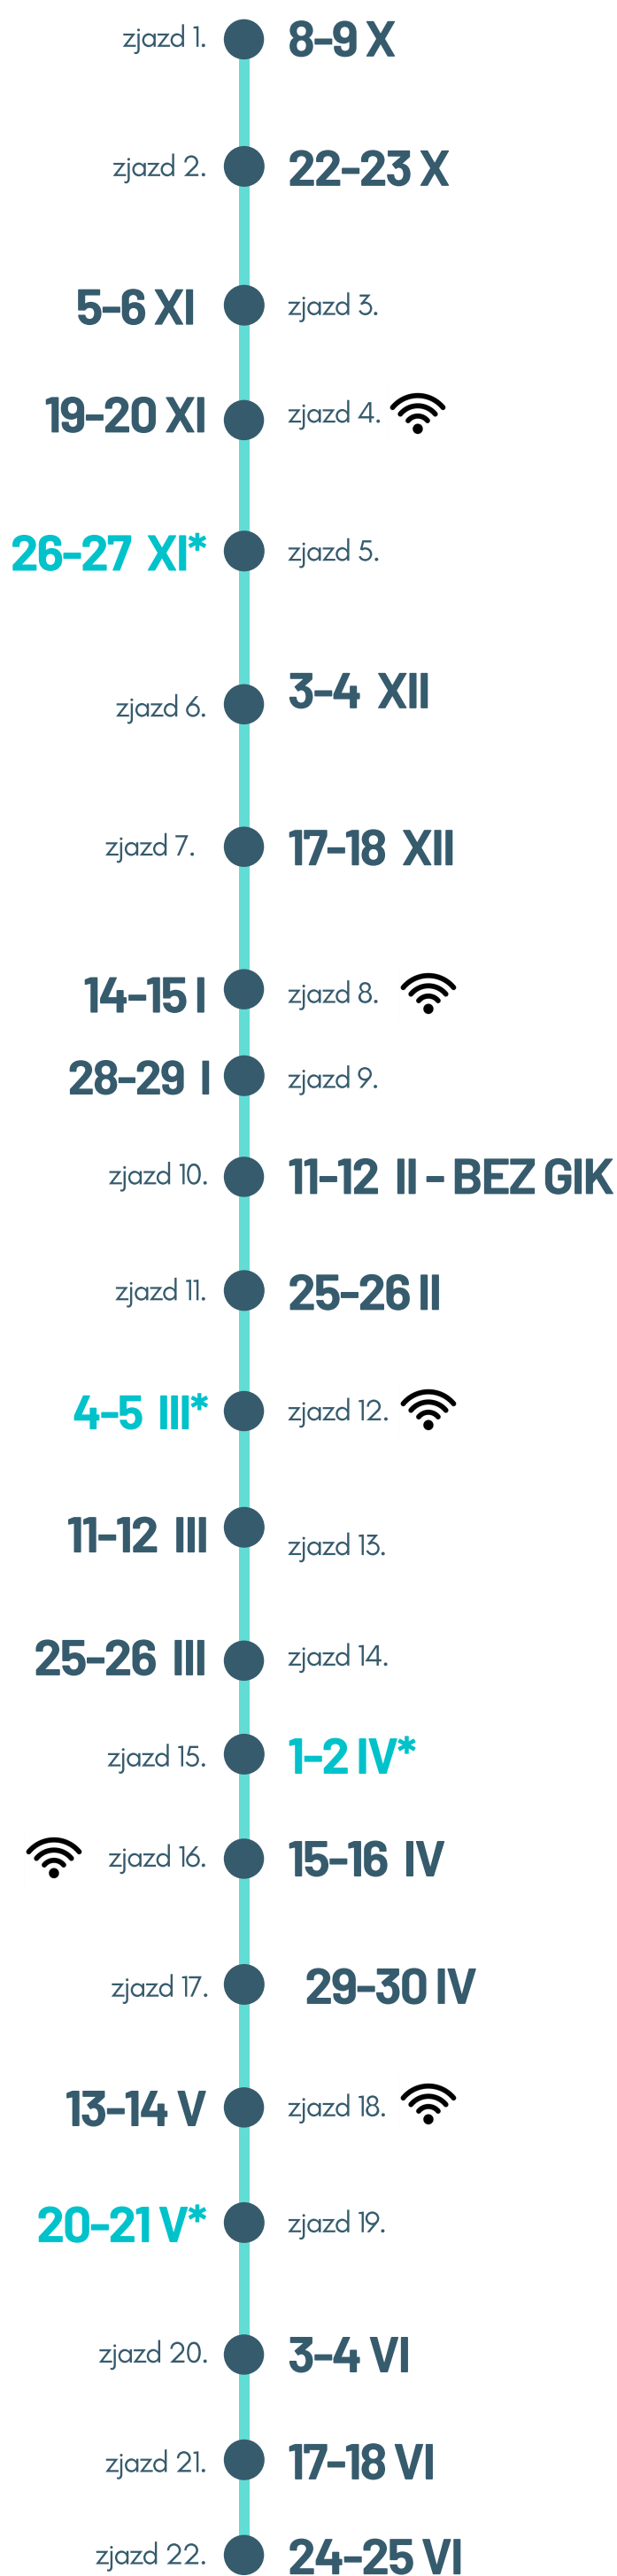 zjazd 1. 8-9 X
zjazd 2. 22-23 X
5-6 XI zjazd 3.
19-20 XI zjazd 4.
26-27 XI* zjazd 5.
zjazd 6. 3-4 XII
zjazd 7. 17-18 XII
14-15 I zjazd 8.
28-29 I zjazd 9.
zjazd 10. 11-12 II - BEZ GIK
zjazd 11. 25-26 II
4-5 III* zjazd 12.
11-12 III zjazd 13.
25-26 III zjazd 14.
zjazd 15. 1-2 IV*
zjazd 16. 15-16 IV
zjazd 17. 29-30 IV
13-14 V zjazd 18.
20-21 V* zjazd 19.
zjazd 20. 3-4 VI
zjazd 21. 17-18 VI
zjazd 22. 24-25 VI